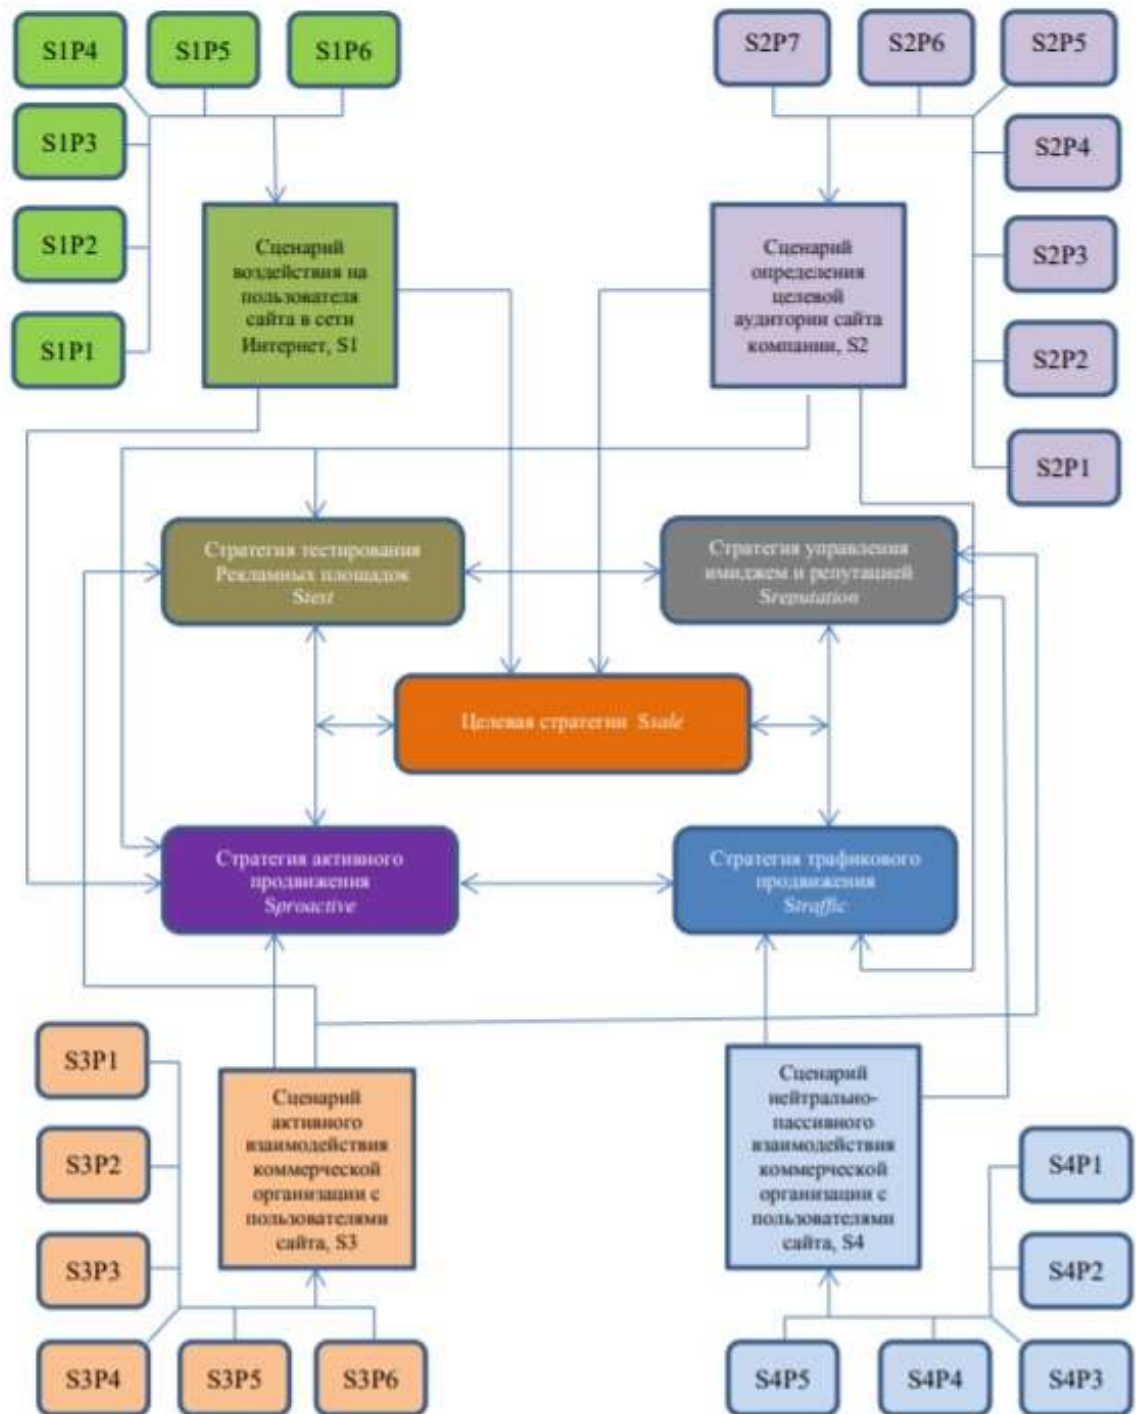 S1P4
S1P5
S1P6
S2P7
S2P6
S2P5
S1P3
S2P4
S1P2
S2P3
S1P1
S2P2
S2P1
Сценарий
воздействия на
пользователя
сайта в сети
Интернет, S1
Сценарий
определения
целевой
аудитории сайта
компании, S2
Стратегия тестирования
Рекламных площадок
Stest
Стратегия управления
имиджем и репутацией
Sreputation
Целевая стратегии Ssale
Стратегия активного
продвижения
Sproactive
Стратегия трафикового
продвижения
Straffic
S3P1
S3P2
S3P3
S3P4
S3P5
S3P6
Сценарий
активного
взаимодействия
коммерческой
организации с
пользователями
сайта, S3
Сценарий
нейтрально-
пассивного
взаимодействия
коммерческой
организации с
пользователями
сайта, S4
S4P1
S4P2
S4P5
S4P4
S4P3